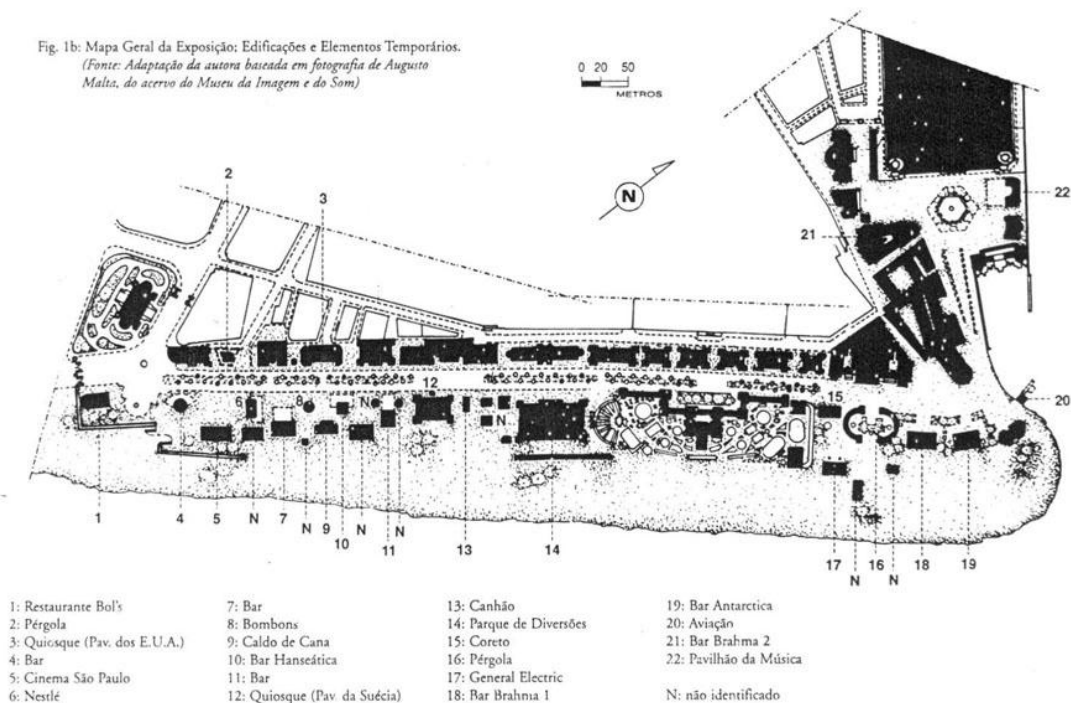 Fig. 1b: Mapa Geral da Exposição; Edificações e Elementos Temporários.
(Fonte: Adaptação da autora baseada em fotografia de Augusto
Malta, do acervo do Museu da Imagem e do Som)
0 20 50
METROS
N
2
3
22
21
12
6
8
N
N
15
20
1
4
5
N
7
N
9
10
N
11
N
13
14
17
N
16
N
18
19
1: Restaurante Bol's
2: Pérgola
3: Quiosque (Pav. dos E.U.A.)
4: Bar
5: Cinema São Paulo
6: Nestlé
7: Bar
8: Bombons
9: Caldo de Cana
10: Bar Hanseática
11: Bar
12: Quiosque (Pav. da Suécia)
13: Canhão
14: Parque de Diversões
15: Coreto
16: Pérgola
17: General Electric
18: Bar Brahma 1
19: Bar Antarctica
20: Aviação
21: Bar Brahma 2
22: Pavilhão da Música
N: não identificado